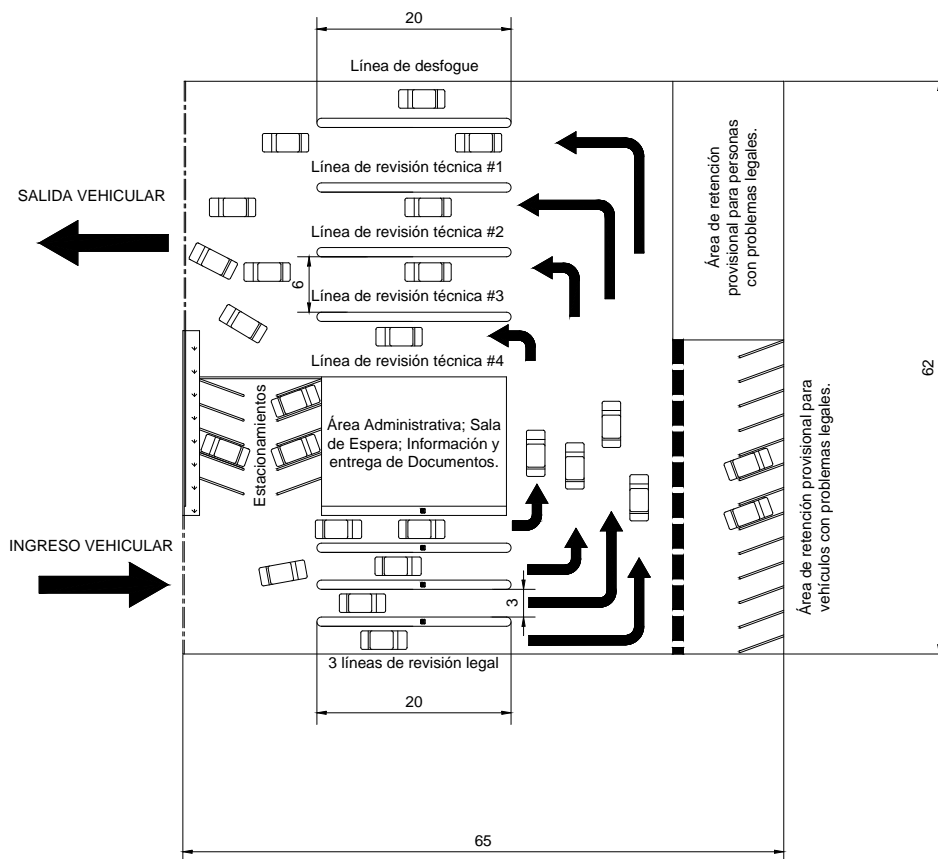 20
Línea de desfogue
Línea de revisión técnica #1
SALIDA VEHICULAR
Línea de revisión técnica #2
6
Línea de revisión técnica #3
Línea de revisión técnica #4
Área de retención
provisional para personas
con problemas legales.
62
Estacionamientos
Área Administrativa; Sala
de Espera; Información y
entrega de Documentos.
Área de retención provisional para
vehículos con problemas legales.
INGRESO VEHICULAR
3
3 líneas de revisión legal
20
65